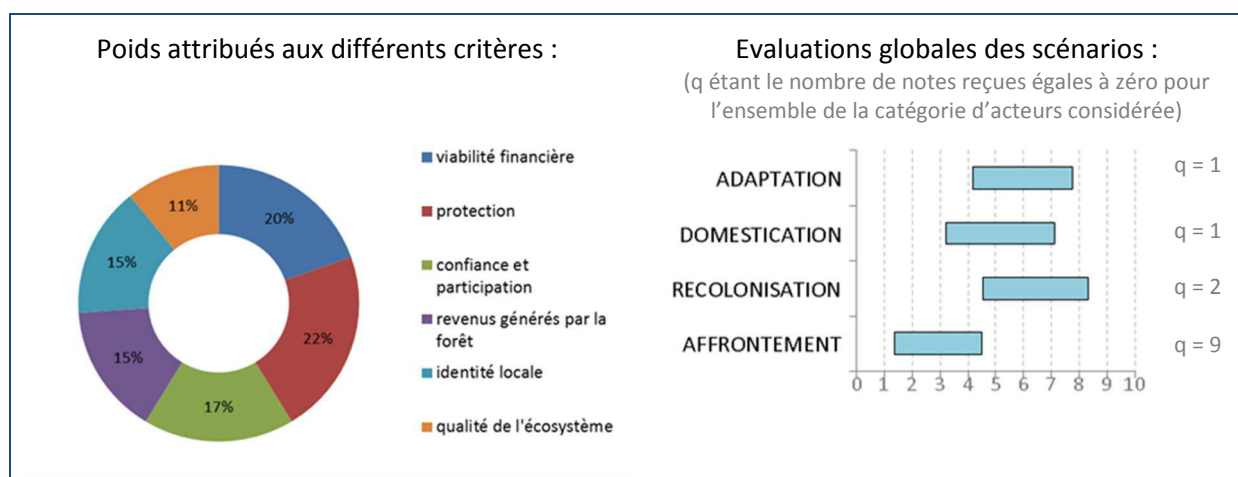 Poids attribués aux différents critères :
20%
22%
17%
15%
15%
11%
viabilité financière
protection
confiance et
participation
revenus générés par la
forêt
identité locale
qualité de l'écosystème
Evaluations globales des scénarios :
(q étant le nombre de notes reçues égales à zéro pour
l’ensemble de la catégorie d’acteurs considérée)
ADAPTATION
q = 1
DOMESTICATION
q = 1
RECOLONISATION
q = 2
AFFRONTEMENT
q = 9
0 1 2 3 4 5 6 7 8 9 10